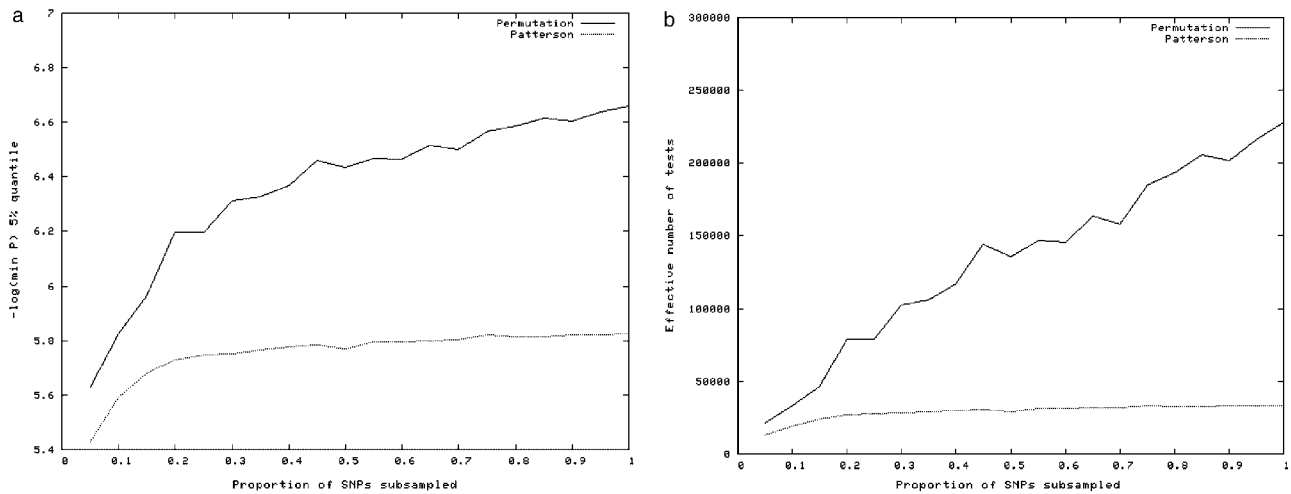 a
7
6.8
6.6
6.4
6.2
6
5.8
5.6
5.4
-log(min P) 5% quantile
Permutation
Patterson
0 0.1 0.2 0.3 0.4 0.5 0.6 0.7 0.8 0.9 1
Proportion of SNPs subsampled
b
300000
250000
200000
150000
100000
50000
0
Effective number of tests
Permutation
Patterson
0 0.1 0.2 0.3 0.4 0.5 0.6 0.7 0.8 0.9 1
Proportion of SNPs subsampled